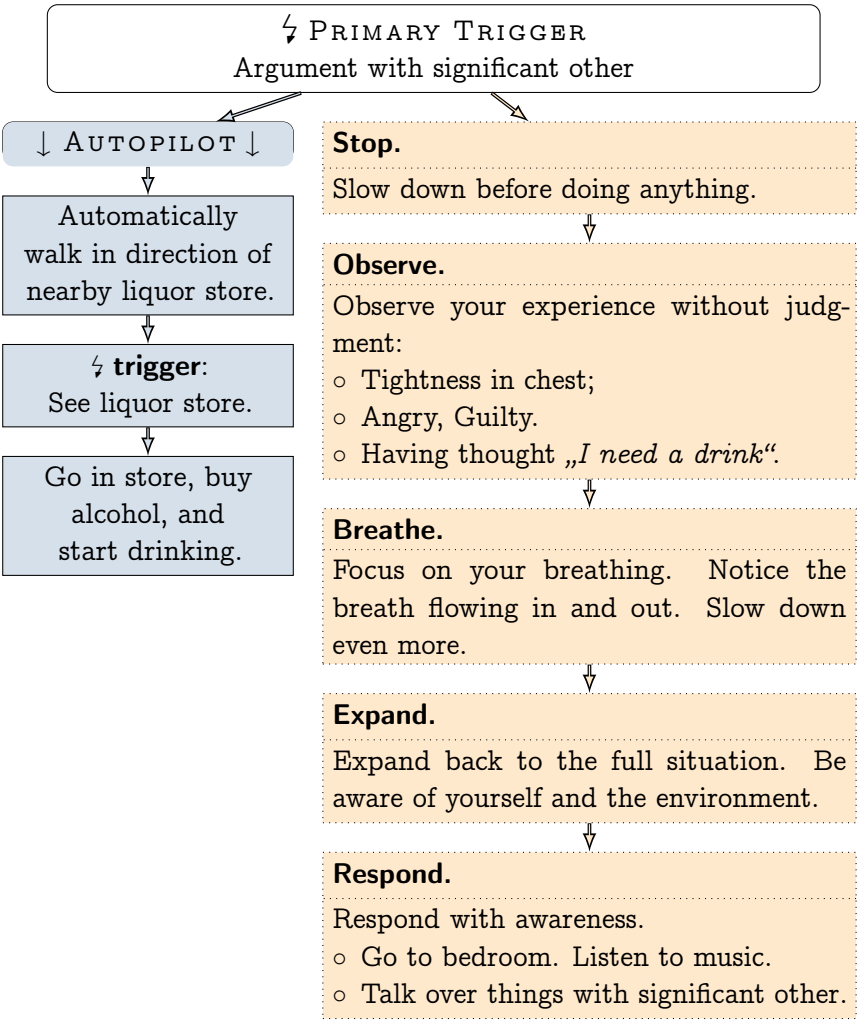 PRIMARY TRIGGER
Argument with significant other
↓ AUTOPILOT ↓
Automatically
walk in direction of
nearby liquor store.
trigger:
See liquor store.
Go in store, buy
alcohol, and
start drinking.
Stop.
Slow down before doing anything.
Observe.
Observe your experience without judg-
ment:
◦ Tightness in chest;
◦ Angry, Guilty.
◦ Having thought „I need a drink“.
Breathe.
Focus on your breathing. Notice the
breath flowing in and out. Slow down
even more.
Expand.
Expand back to the full situation. Be
aware of yourself and the environment.
Respond.
Respond with awareness.
◦ Go to bedroom. Listen to music.
◦ Talk over things with significant other.